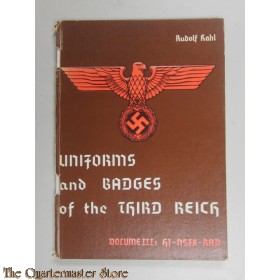 Rudolf Kahl
UNIFORMS
and BADGES
of the THIRD REICH
VOLUME III: HJ-NSFK-RAD
© The Quartermaster Store